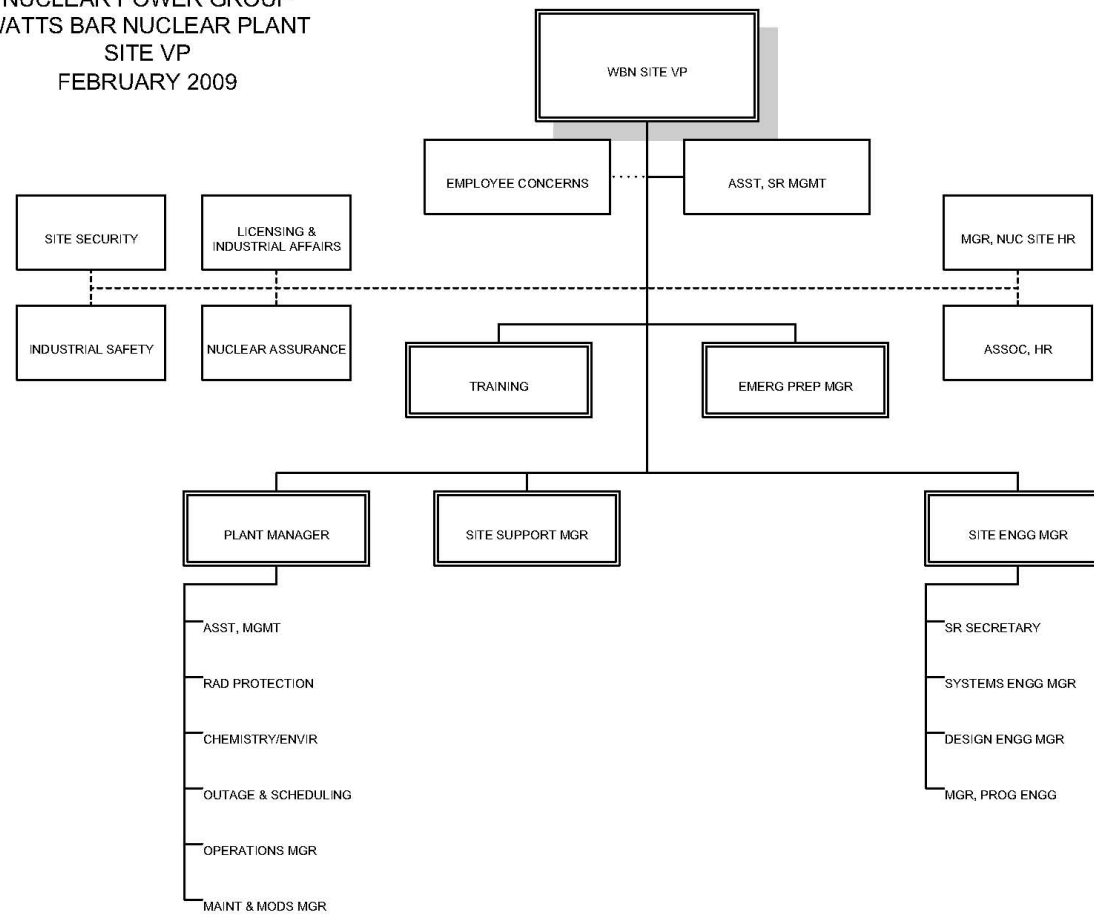 NUCLEAR POWER GROUP
WATTS BAR NUCLEAR PLANT
SITE VP
FEBRUARY 2009
WBN SITE VP
EMPLOYEE CONCERNS
ASST, SR MGMT
SITE SECURITY
LICENSING &
INDUSTRIAL AFFAIRS
MGR, NUC SITE HR
INDUSTRIAL SAFETY
NUCLEAR ASSURANCE
ASSOC, HR
TRAINING
EMERG PREP MGR
PLANT MANAGER
SITE SUPPORT MGR
SITE ENGG MGR
ASST, MGMT
RAD PROTECTION
CHEMISTRY/ENVIR
OUTAGE & SCHEDULING
OPERATIONS MGR
MAINT & MODS MGR
SR SECRETARY
SYSTEMS ENGG MGR
DESIGN ENGG MGR
MGR, PROG ENGG